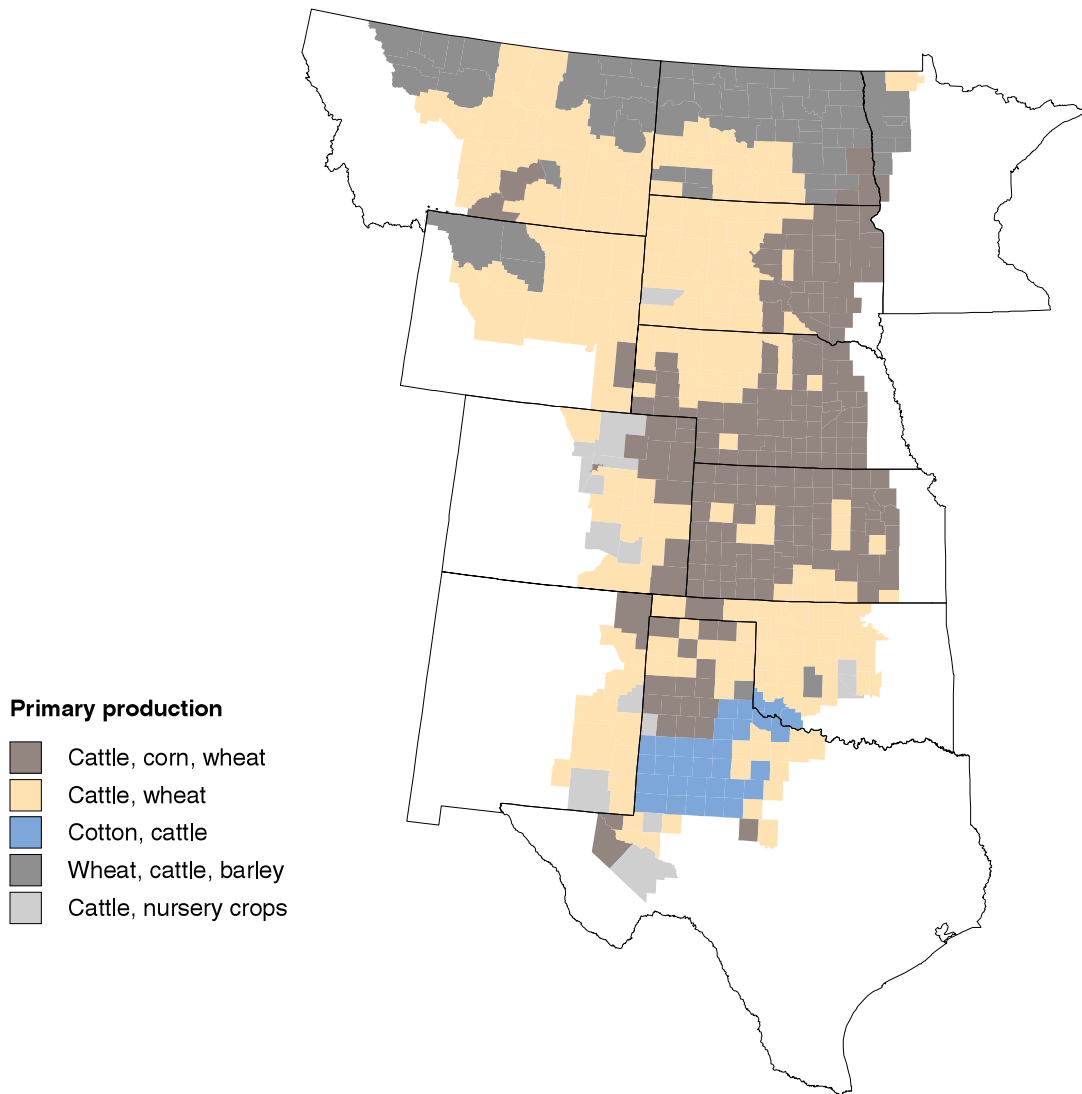 Primary production
Cattle, corn, wheat
Cattle, wheat
Cotton, cattle
Wheat, cattle, barley
Cattle, nursery crops